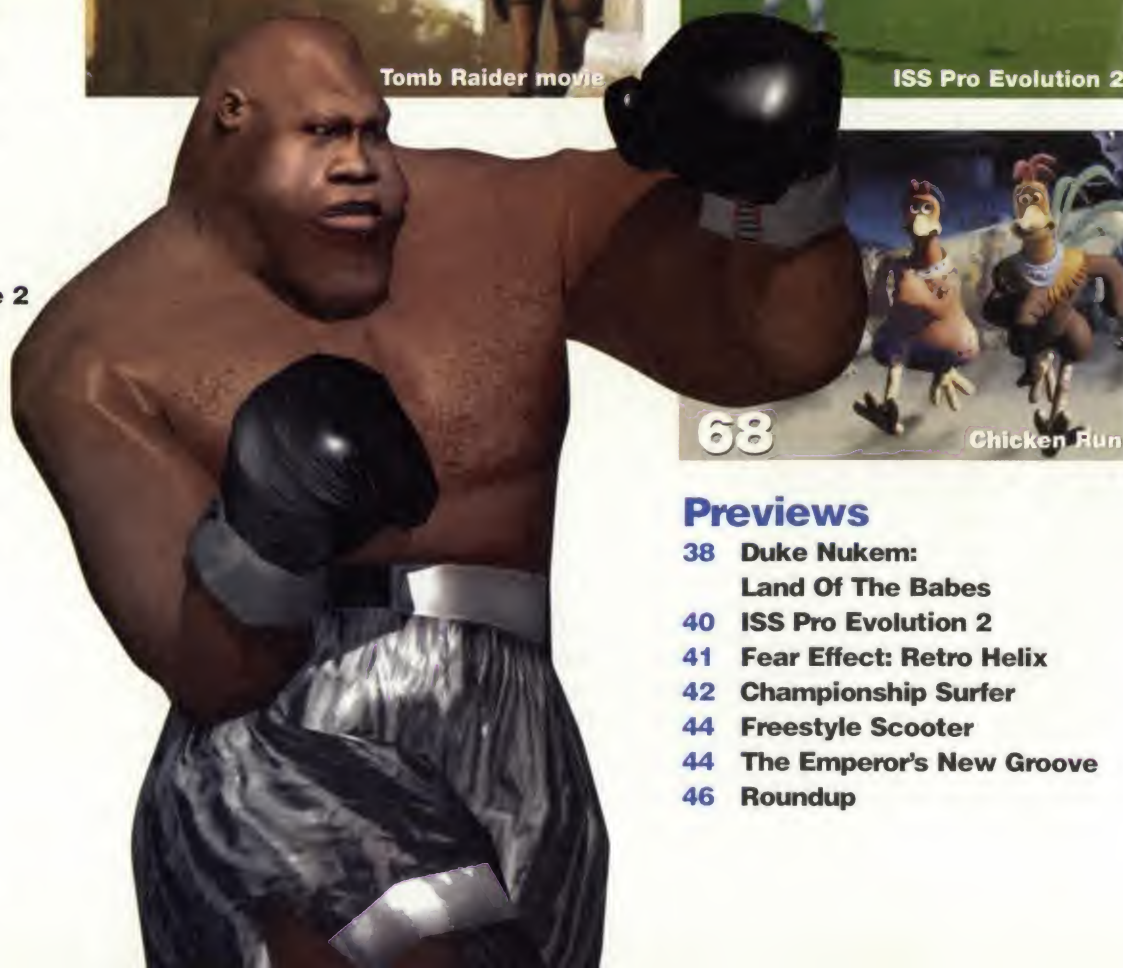 Tomb Raider movie
ISS Pro Evolution 2
e 2
68
Chicken Run
Previews
38 Duke Nukem:
Land Of The Babes
40 ISS Pro Evolution 2
41 Fear Effect: Retro Helix
42 Championship Surfer
44 Freestyle Scooter
44 The Emperor's New Groove
46 Roundup